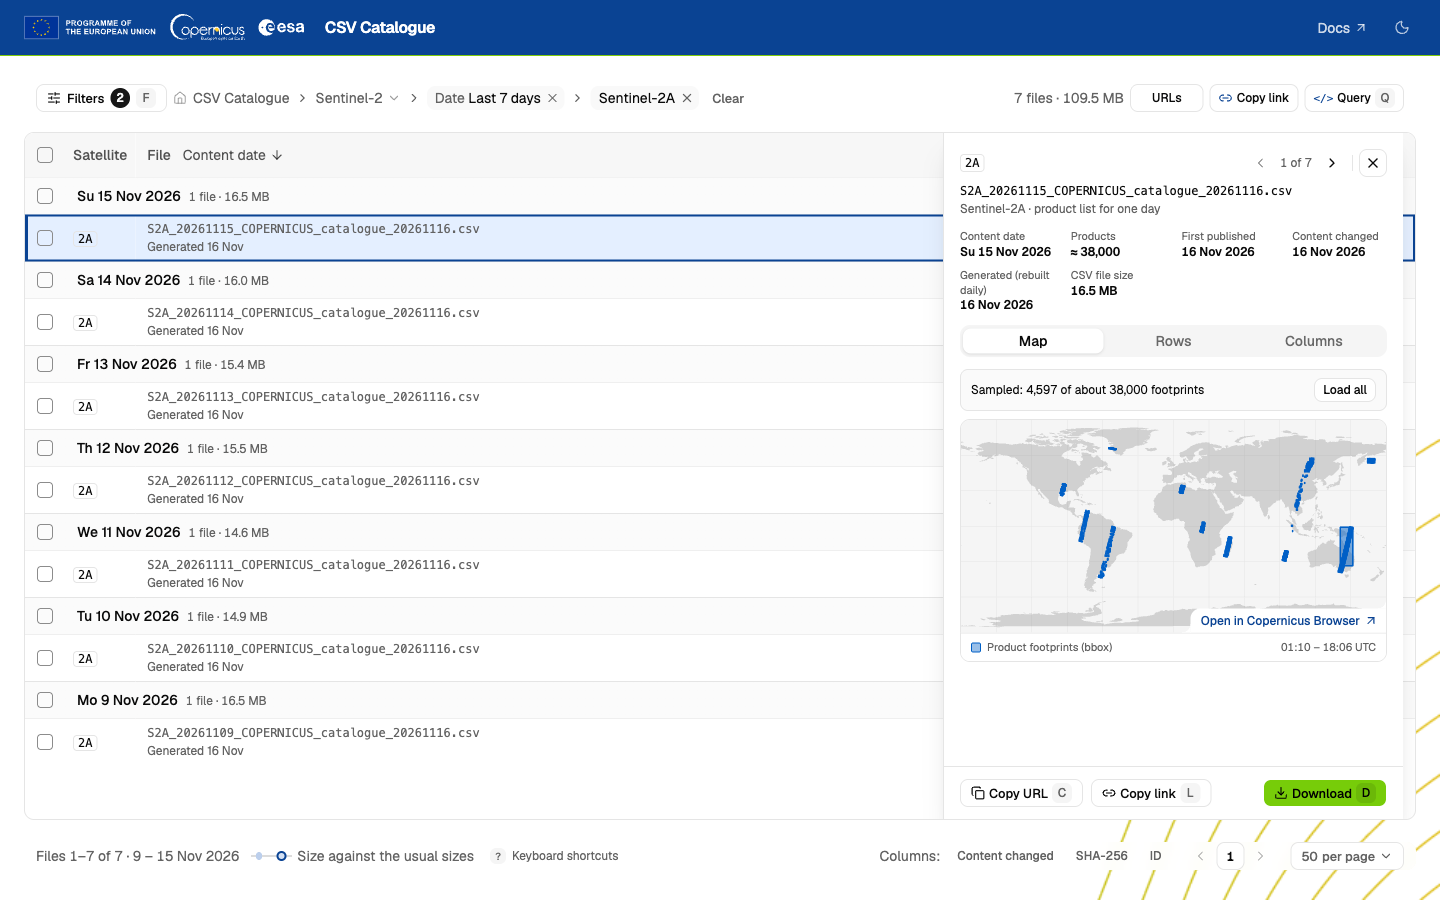 PROGRAMME OF
THE EUROPEAN UNION
opernicus
esa
CSV Catalogue
Docs
Filters 2 F
CSV Catalogue
Sentinel-2
Date Last 7 days
Sentinel-2A
Clear
7 files · 109.5 MB
URLs
Copy link
</> Query Q
Satellite File Content date
Su 15 Nov 2026 1 file · 16.5 MB
2A
S2A_20261115_COPERNICUS_catalogue_20261116.csv
Generated 16 Nov
Sa 14 Nov 2026 1 file · 16.0 MB
2A
S2A_20261114_COPERNICUS_catalogue_20261116.csv
Generated 16 Nov
Fr 13 Nov 2026 1 file · 15.4 MB
2A
S2A_20261113_COPERNICUS_catalogue_20261116.csv
Generated 16 Nov
Th 12 Nov 2026 1 file · 15.5 MB
2A
S2A_20261112_COPERNICUS_catalogue_20261116.csv
Generated 16 Nov
We 11 Nov 2026 1 file · 14.6 MB
2A
S2A_20261111_COPERNICUS_catalogue_20261116.csv
Generated 16 Nov
Tu 10 Nov 2026 1 file · 14.9 MB
2A
S2A_20261110_COPERNICUS_catalogue_20261116.csv
Generated 16 Nov
Mo 9 Nov 2026 1 file · 16.5 MB
2A
S2A_20261109_COPERNICUS_catalogue_20261116.csv
Generated 16 Nov
2A
1 of 7
S2A_20261115_COPERNICUS_catalogue_20261116.csv
Sentinel-2A · product list for one day
Content date Products First published Content changed
Su 15 Nov 2026 ≈ 38,000 16 Nov 2026 16 Nov 2026
Generated (rebuilt
daily)
16 Nov 2026
CSV file size
16.5 MB
Map Rows Columns
Sampled: 4,597 of about 38,000 footprints
Load all
Open in Copernicus Browser
Product footprints (bbox)
01:10 – 18:06 UTC
Copy URL C
Copy link L
Download D
Files 1–7 of 7 · 9 – 15 Nov 2026
Size against the usual sizes
? Keyboard shortcuts
Columns: Content changed SHA-256 ID
1
50 per page